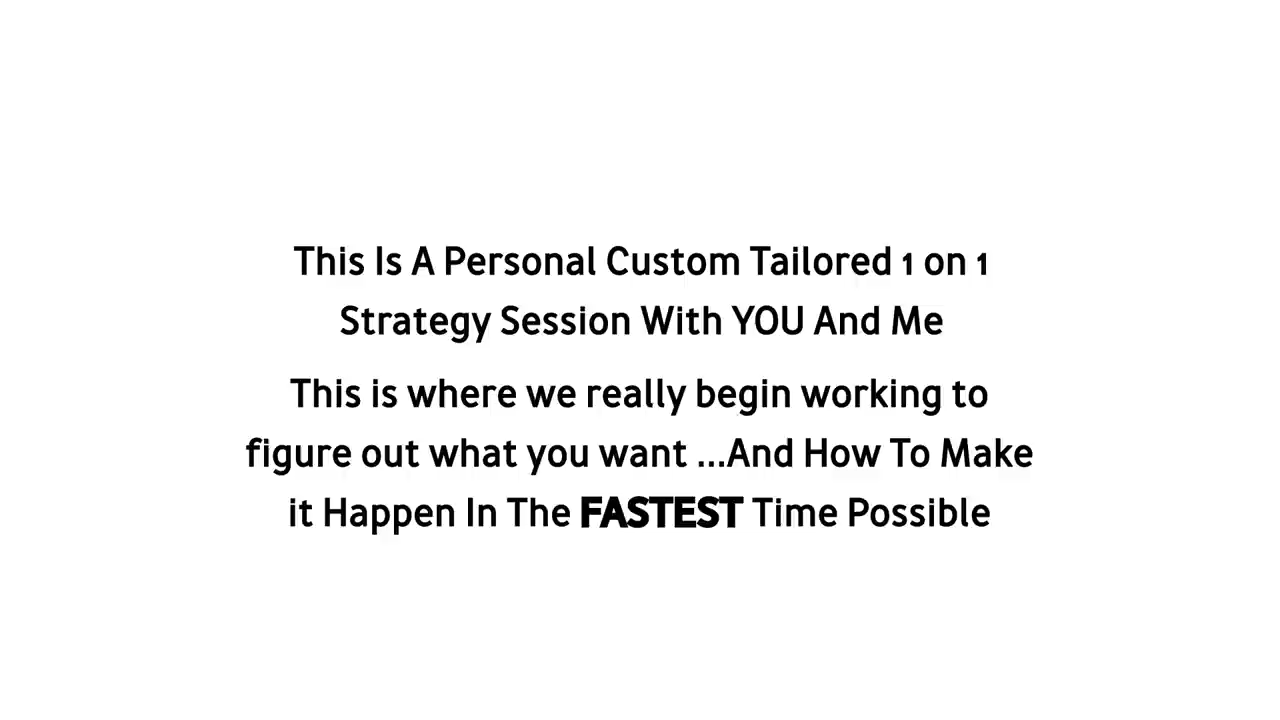 This Is A Personal Custom Tailored 1 on 1
Strategy Session With YOU And Me
This is where we really begin working to
figure out what you want ...And How To Make
it Happen In The FASTEST Time Possible